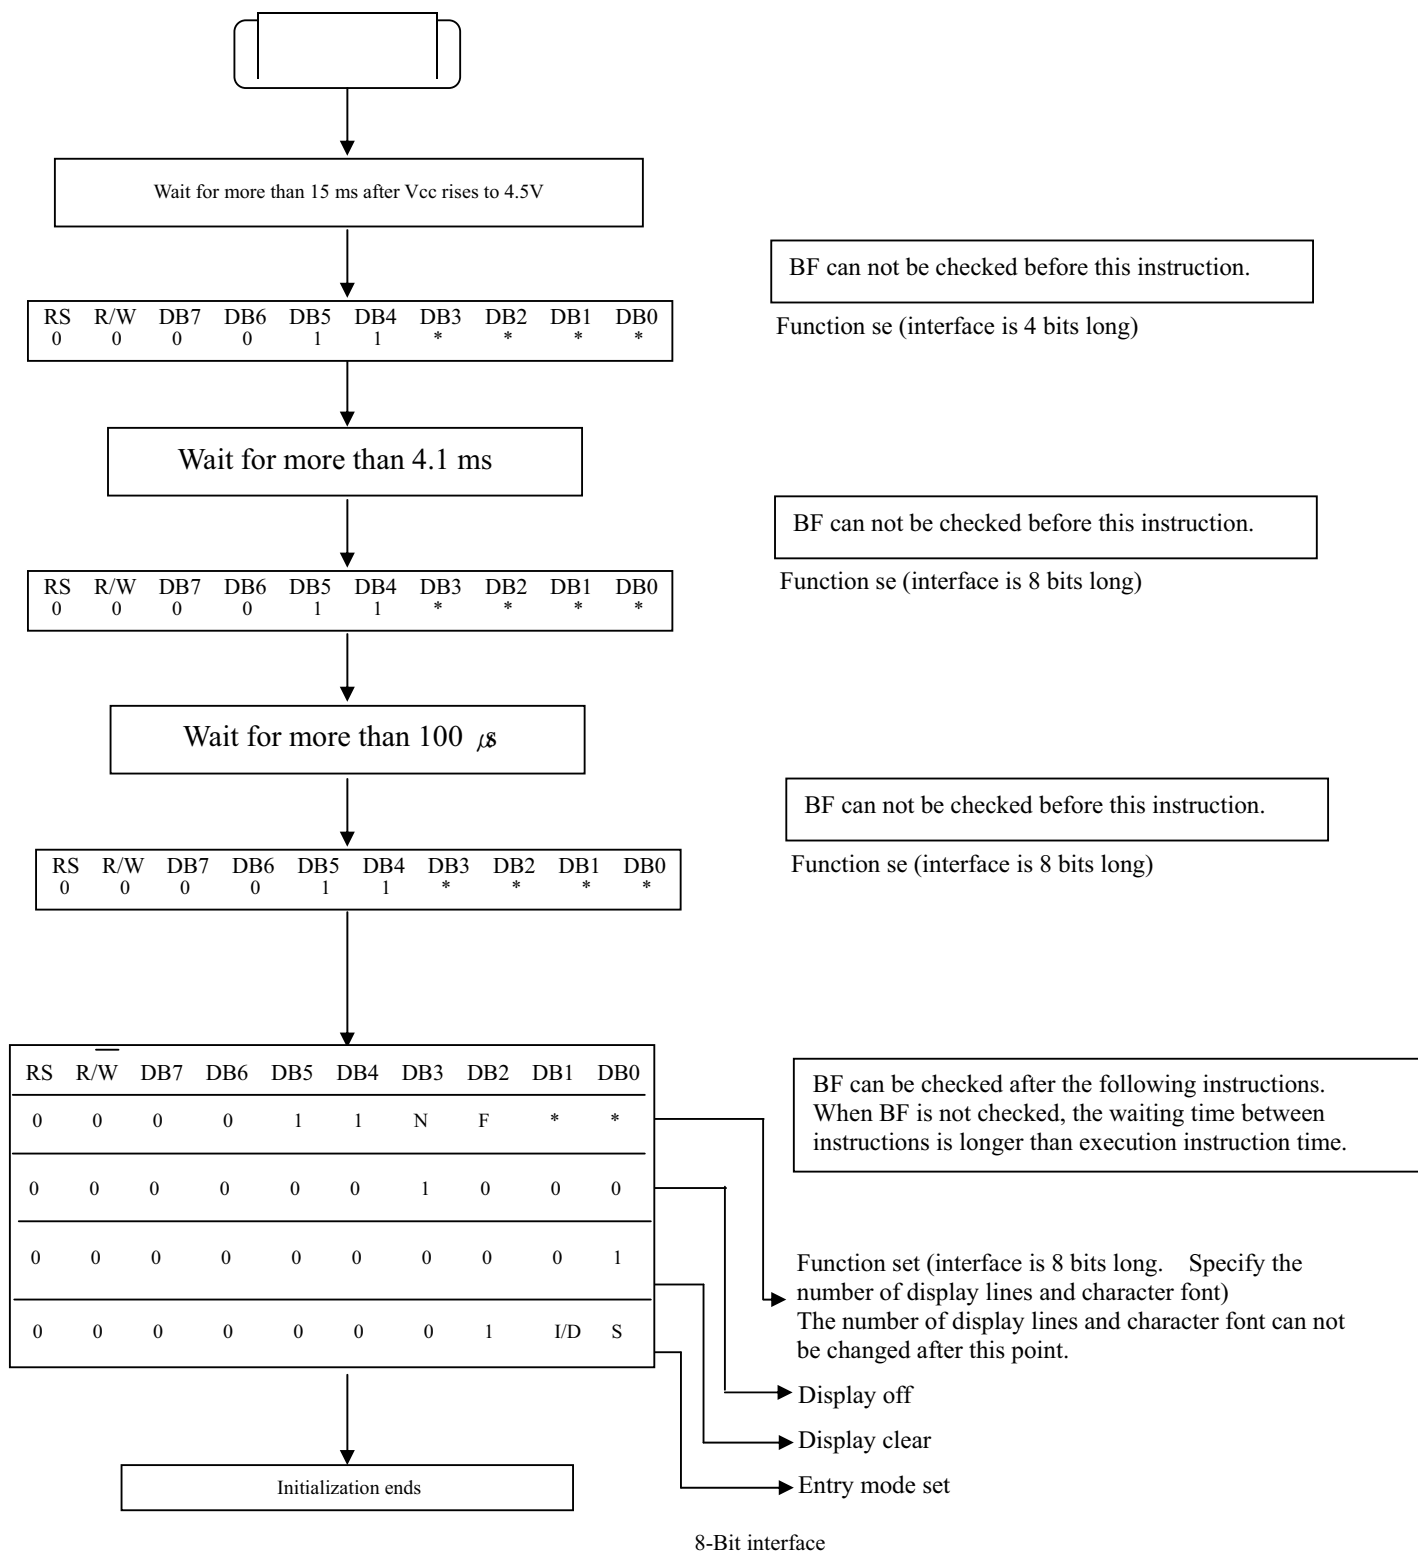 Wait for more than 15 ms after Vcc rises to 4.5V
BF can not be checked before this instruction.
RS R/W DB7 DB6 DB5 DB4 DB3 DB2 DB1 DB0
0 0 0 0 1 1 * * * *
Function se (interface is 4 bits long)
Wait for more than 4.1 ms
BF can not be checked before this instruction.
RS R/W DB7 DB6 DB5 DB4 DB3 DB2 DB1 DB0
0 0 0 0 1 1 * * * *
Function se (interface is 8 bits long)
Wait for more than 100 μs
BF can not be checked before this instruction.
RS R/W DB7 DB6 DB5 DB4 DB3 DB2 DB1 DB0
0 0 0 0 1 1 * * * *
Function se (interface is 8 bits long)
RS R/W DB7 DB6 DB5 DB4 DB3 DB2 DB1 DB0
0 0 0 0 1 1 N F * *
0 0 0 0 0 0 1 0 0 0
0 0 0 0 0 0 0 0 0 1
0 0 0 0 0 0 0 1 I/D S
BF can be checked after the following instructions.
When BF is not checked, the waiting time between
instructions is longer than execution instruction time.
Function set (interface is 8 bits long. Specify the
number of display lines and character font)
The number of display lines and character font can not
be changed after this point.
Display off
Display clear
Entry mode set
Initialization ends
8-Bit interface